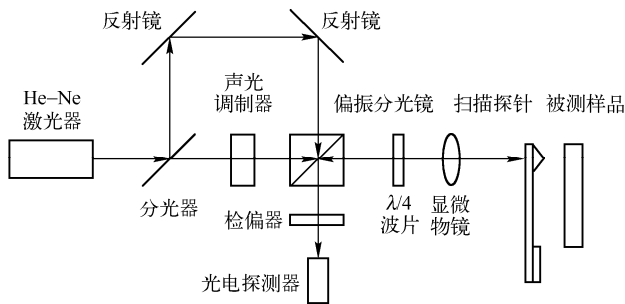 反射镜
反射镜
He–Ne
激光器
声光
调制器
偏振分光镜
扫描探针
被测样品
分光器
λ/4
波片
显微
物镜
检偏器
光电探测器